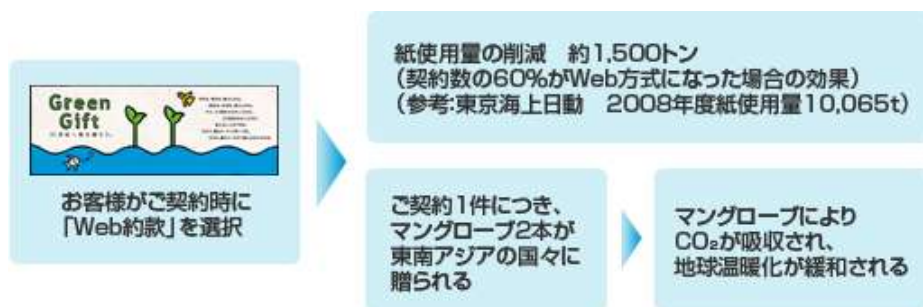 Green
Gift
お客様がご契約時に
「Web約款」を選択
紙使用量の削減　約1,500トン
（契約数の60%がWeb方式になった場合の効果）
（参考:東京海上日動　2008年度紙使用量10,065t）
ご契約1件につき、
マングローブ2本が
東南アジアの国々に
贈られる
マングローブにより
CO₂が吸収され、
地球温暖化が緩和される